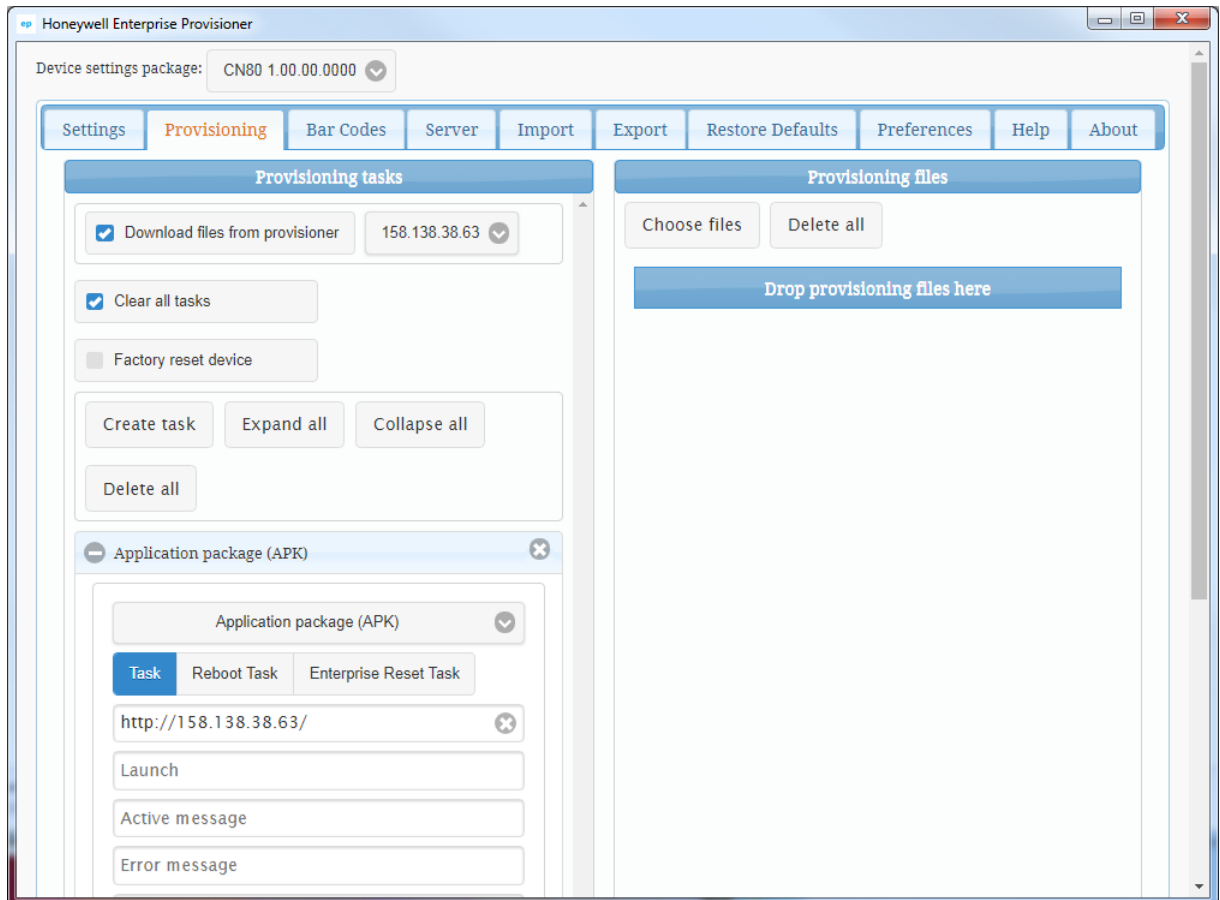 ep Honeywell Enterprise Provisioner
Device settings package: CN80 1.00.00.0000
Settings Provisioning Bar Codes Server Import Export Restore Defaults Preferences Help About
Provisioning tasks
Download files from provisioner 158.138.38.63
Clear all tasks
Factory reset device
Create task Expand all Collapse all
Delete all
Application package (APK)
Application package (APK)
Task Reboot Task Enterprise Reset Task
http://158.138.38.63/
Launch
Active message
Error message
Provisioning files
Choose files Delete all
Drop provisioning files here